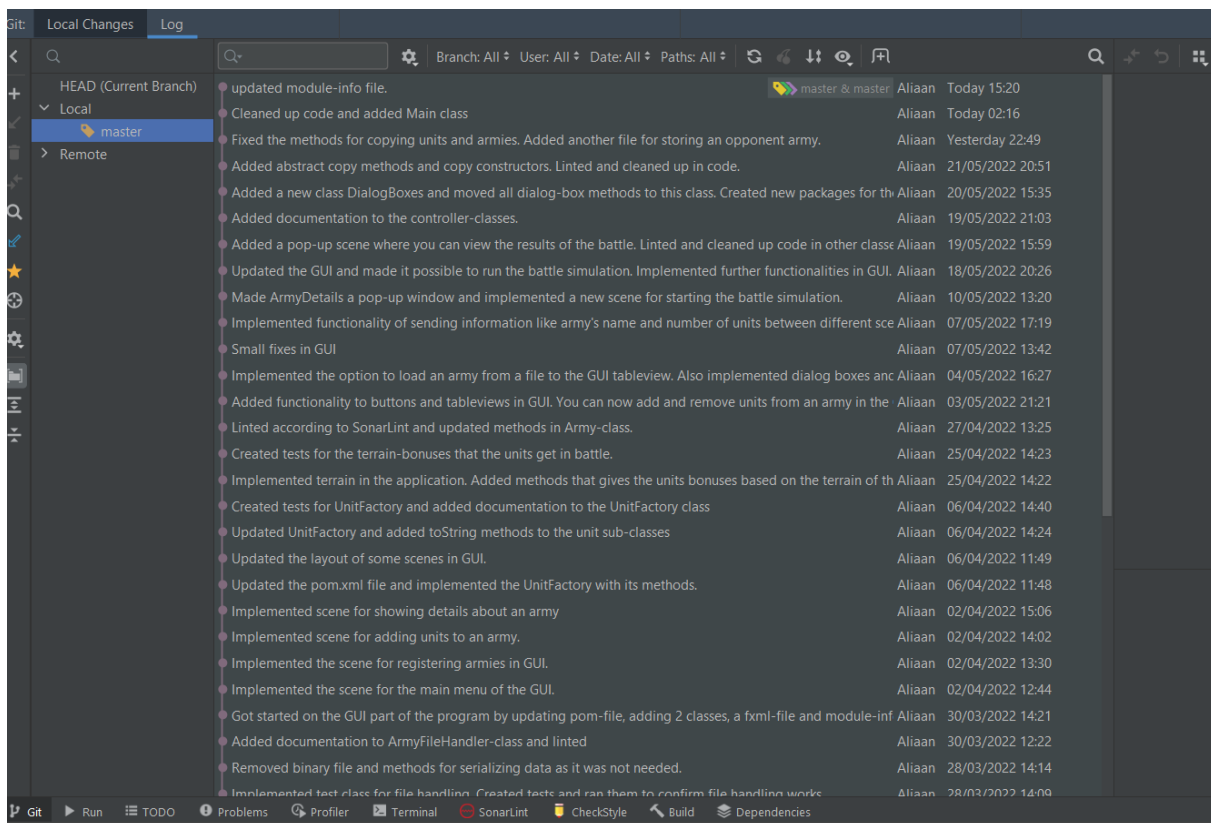 Git: Local Changes Log
Branch: All User: All Date: All Paths: All
HEAD (Current Branch)
Local
master
Remote
updated module-info file. master & master Aliaan Today 15:20
Cleaned up code and added Main class Aliaan Today 02:16
Fixed the methods for copying units and armies. Added another file for storing an opponent army. Aliaan Yesterday 22:49
Added abstract copy methods and copy constructors. Linted and cleaned up in code. Aliaan 21/05/2022 20:51
Added a new class DialogBoxes and moved all dialog-box methods to this class. Created new packages for the Aliaan 20/05/2022 15:35
Added documentation to the controller-classes. Aliaan 19/05/2022 21:03
Added a pop-up scene where you can view the results of the battle. Linted and cleaned up code in other classe Aliaan 19/05/2022 15:59
Updated the GUI and made it possible to run the battle simulation. Implemented further functionalities in GUI. Aliaan 18/05/2022 20:26
Made ArmyDetails a pop-up window and implemented a new scene for starting the battle simulation. Aliaan 10/05/2022 13:20
Implemented functionality of sending information like army's name and number of units between different sce Aliaan 07/05/2022 17:19
Small fixes in GUI Aliaan 07/05/2022 13:42
Implemented the option to load an army from a file to the GUI tableview. Also implemented dialog boxes and Aliaan 04/05/2022 16:27
Added functionality to buttons and tableviews in GUI. You can now add and remove units from an army in the Aliaan 03/05/2022 21:21
Linted according to SonarLint and updated methods in Army-class. Aliaan 27/04/2022 13:25
Created tests for the terrain-bonuses that the units get in battle. Aliaan 25/04/2022 14:23
Implemented terrain in the application. Added methods that gives the units bonuses based on the terrain of th Aliaan 25/04/2022 14:22
Created tests for UnitFactory and added documentation to the UnitFactory class Aliaan 06/04/2022 14:40
Updated UnitFactory and added toString methods to the unit sub-classes Aliaan 06/04/2022 14:24
Updated the layout of some scenes in GUI. Aliaan 06/04/2022 11:49
Updated the pom.xml file and implemented the UnitFactory with its methods. Aliaan 06/04/2022 11:48
Implemented scene for showing details about an army Aliaan 02/04/2022 15:06
Implemented scene for adding units to an army. Aliaan 02/04/2022 14:02
Implemented the scene for registering armies in GUI. Aliaan 02/04/2022 13:30
Implemented the scene for the main menu of the GUI. Aliaan 02/04/2022 12:44
Got started on the GUI part of the program by updating pom-file, adding 2 classes, a fxml-file and module-inf Aliaan 30/03/2022 14:21
Added documentation to ArmyFileHandler-class and linted Aliaan 30/03/2022 12:22
Removed binary file and methods for serializing data as it was not needed. Aliaan 28/03/2022 14:14
Implemented test class for file handling. Created tests and ran them to confirm file handling works Aliaan 28/03/2022 14:09
Git Run TODO Problems Profiler Terminal SonarLint CheckStyle Build Dependencies